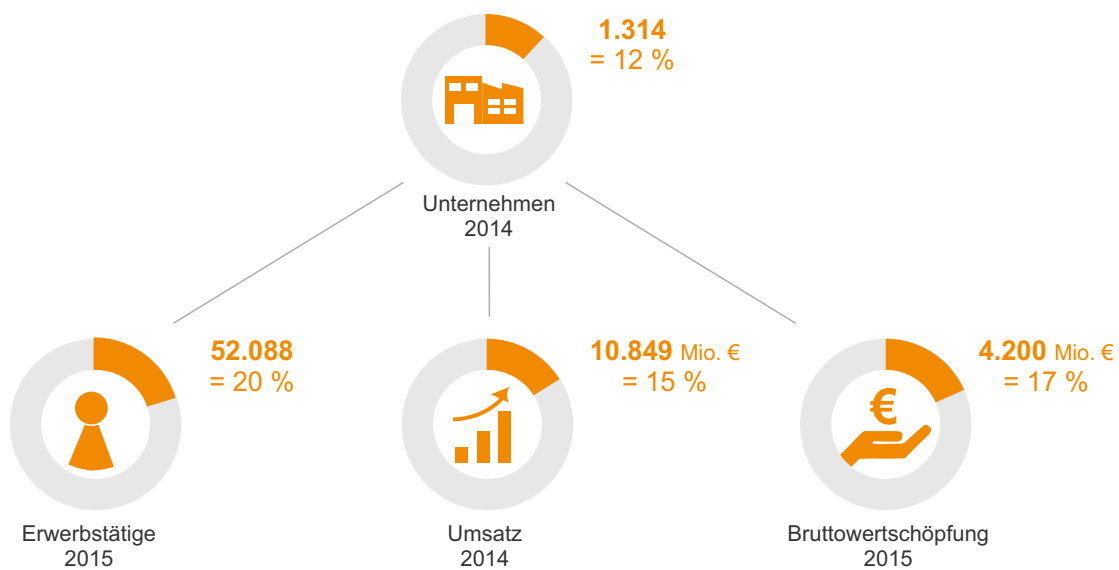 1.314
= 12 %
Unternehmen
2014
52.088
= 20 %
Erwerbstätige
2015
10.849 Mio. €
= 15 %
Umsatz
2014
4.200 Mio. €
= 17 %
€
Bruttowertschöpfung
2015